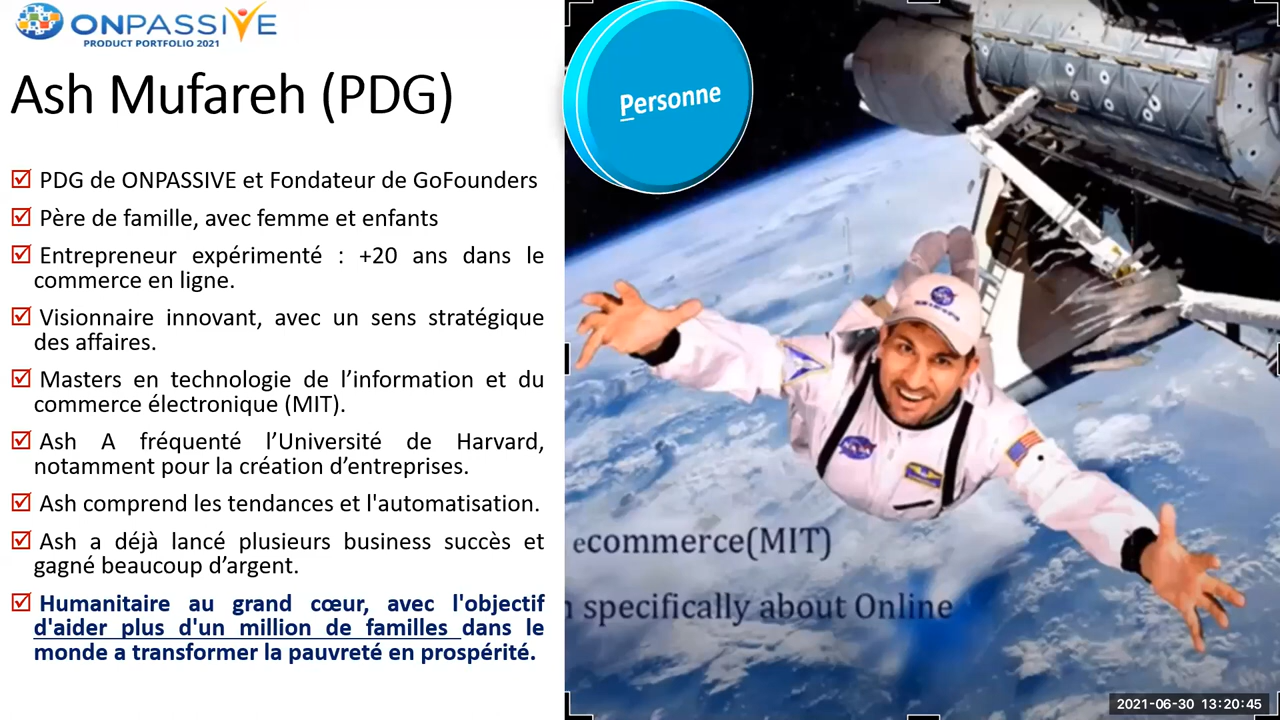 ONPASSIVE
PRODUCT PORTFOLIO 2021
Ash Mufareh (PDG)
PDG de ONPASSIVE et Fondateur de GoFounders
Père de famille, avec femme et enfants
Entrepreneur expérimenté : +20 ans dans le
commerce en ligne.
Visionnaire innovant, avec un sens stratégique
des affaires.
Masters en technologie de l’information et du
commerce électronique (MIT).
Ash A fréquenté l’Université de Harvard,
notamment pour la création d’entreprises.
Ash comprend les tendances et l'automatisation.
Ash a déjà lancé plusieurs business succès et
gagné beaucoup d’argent.
Humanitaire au grand cœur, avec l'objectif
d'aider plus d'un million de familles dans le
monde a transformer la pauvreté en prospérité.
Personne
NASA
ecommerce(MIT)
specifically about Online
2021-06-30 13:20:45